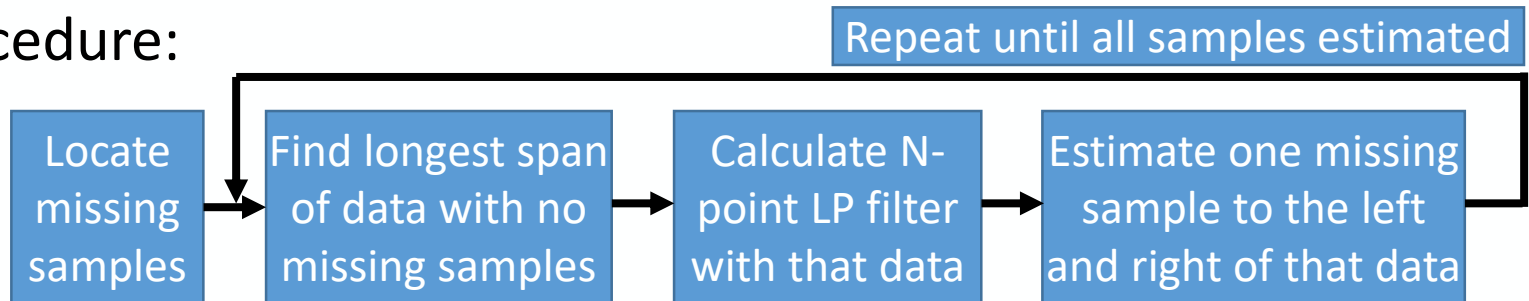 cedure:
Repeat until all samples estimated
Locate
missing
samples
Find longest span
of data with no
missing samples
Calculate N-
point LP filter
with that data
Estimate one missing
sample to the left
and right of that data